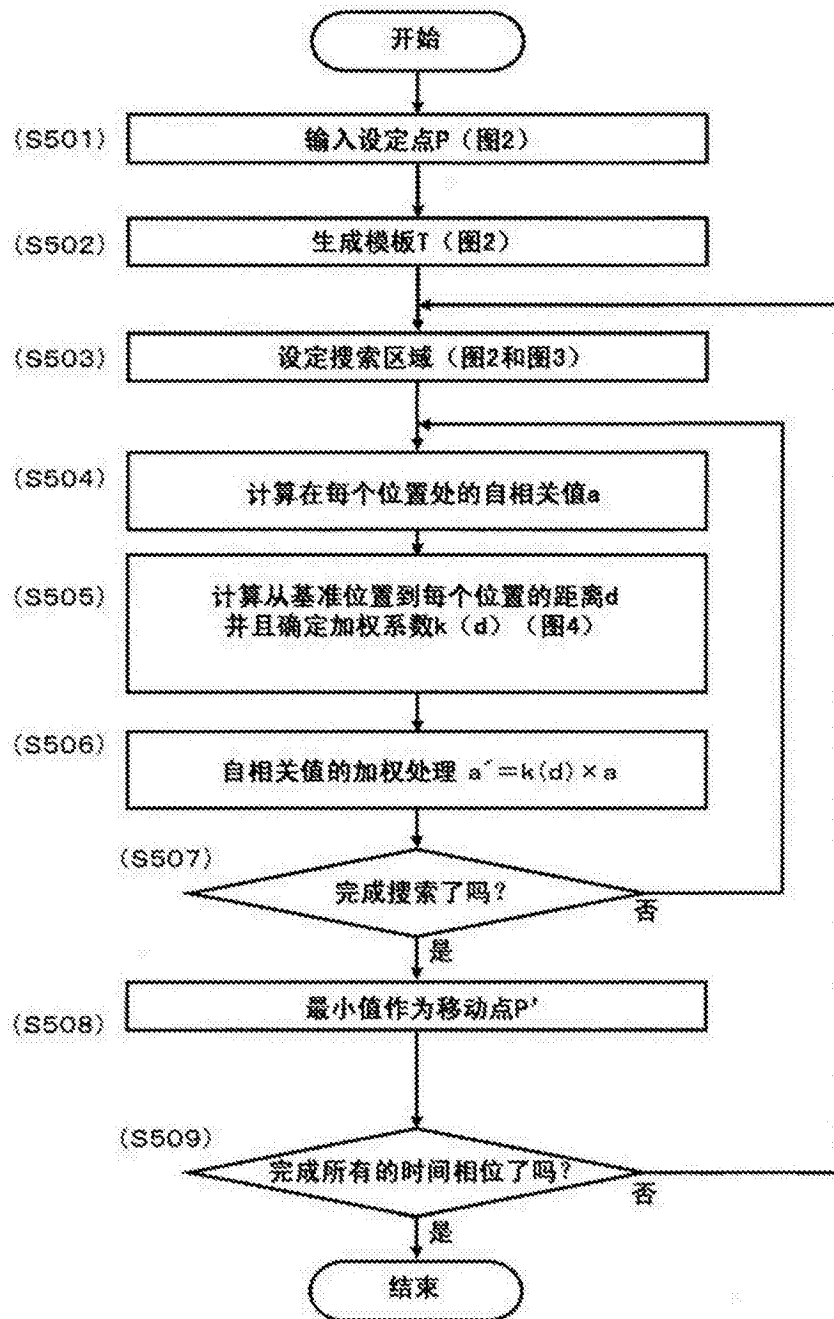 开始
(S501)
输入设定点P（图2）
(S502)
生成模板T（图2）
(S503)
设定搜索区域（图2和图3）
(S504)
计算在每个位置处的自相关值a
(S505)
计算从基准位置到每个位置的距离d
并且确定加权系数k（d）（图4）
(S506)
自相关值的加权处理 a´＝k(d)×a
(S507)
完成搜索了吗？
否
是
(S508)
最小值作为移动点P'
(S509)
完成所有的时间相位了吗？
否
是
结束